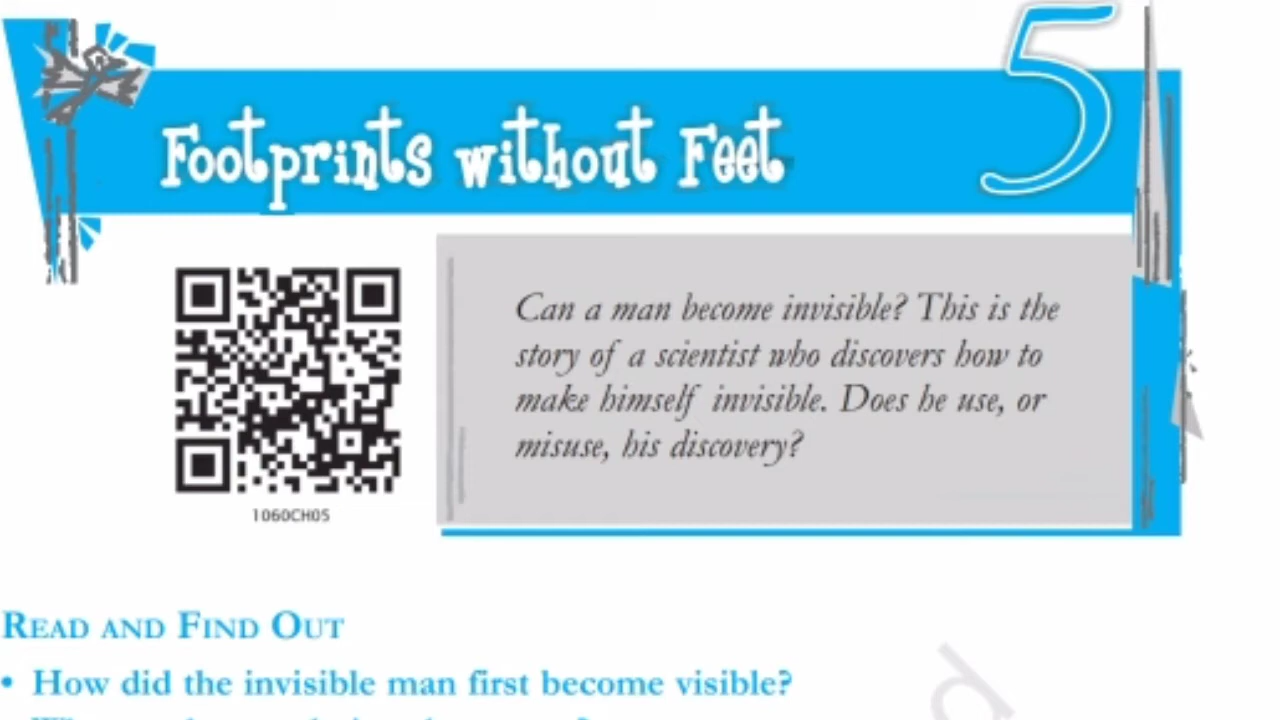 5
Footprints without Feet
Can a man become invisible? This is the
story of a scientist who discovers how to
make himself invisible. Does he use, or
misuse, his discovery?
1060CH05
READ AND FIND OUT
• How did the invisible man first become visible?